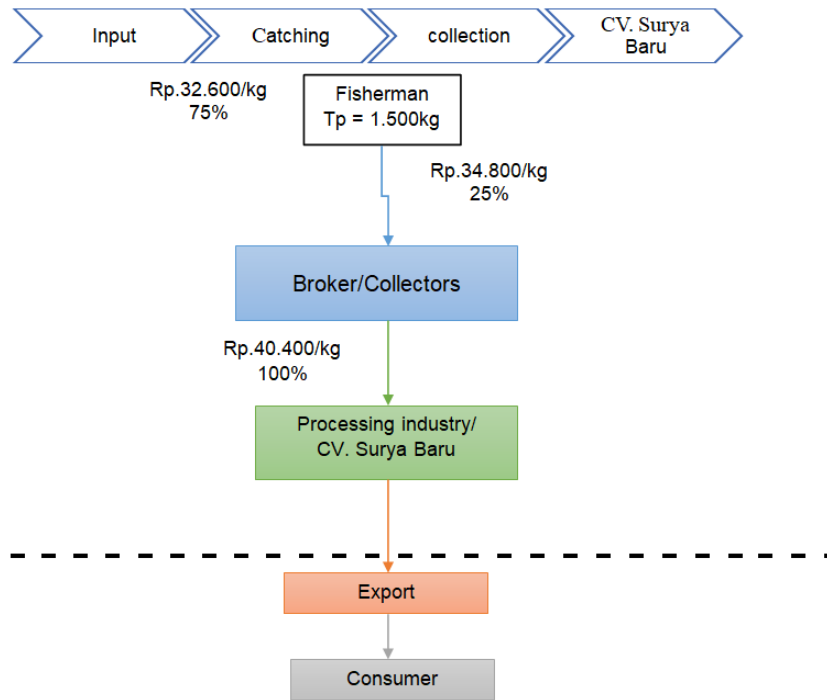 Input
Catching
collection
CV. Surya
Baru
Rp.32.600/kg
75%
Fisherman
Tp = 1.500kg
Rp.34.800/kg
25%
Broker/Collectors
Rp.40.400/kg
100%
Processing industry/
CV. Surya Baru
Export
Consumer